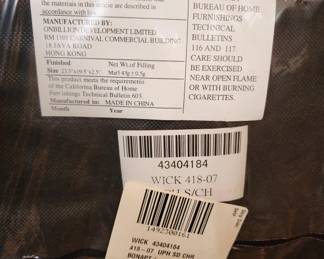 the materials in this article are described in
accordance with law.
MANUFACTURED BY:
DEVELOPMENT LIMITED
CARNIVAL COMMERCIAL BUILDING
18 JAVA ROAD
HONG KONG
Finished
Net Wt. of Filling
Size
This product meets the requirements
of the California Bureau of Home
Furnishings Technical Bulletin 603.
Manufactured in: MADE IN CHINA
Month Year
BUREAU OF HOME
FURNISHINGS
TECHNICAL
BULLETINS
116 AND 117.
CARE SHOULD
BE EXERCISED
NEAR OPEN FLAME
OR WITH BURNING
CIGARETTES.
43404184
WICK 418-07
S/CH
1492300161
WICK 43404184
418-07 UPH SD CHR